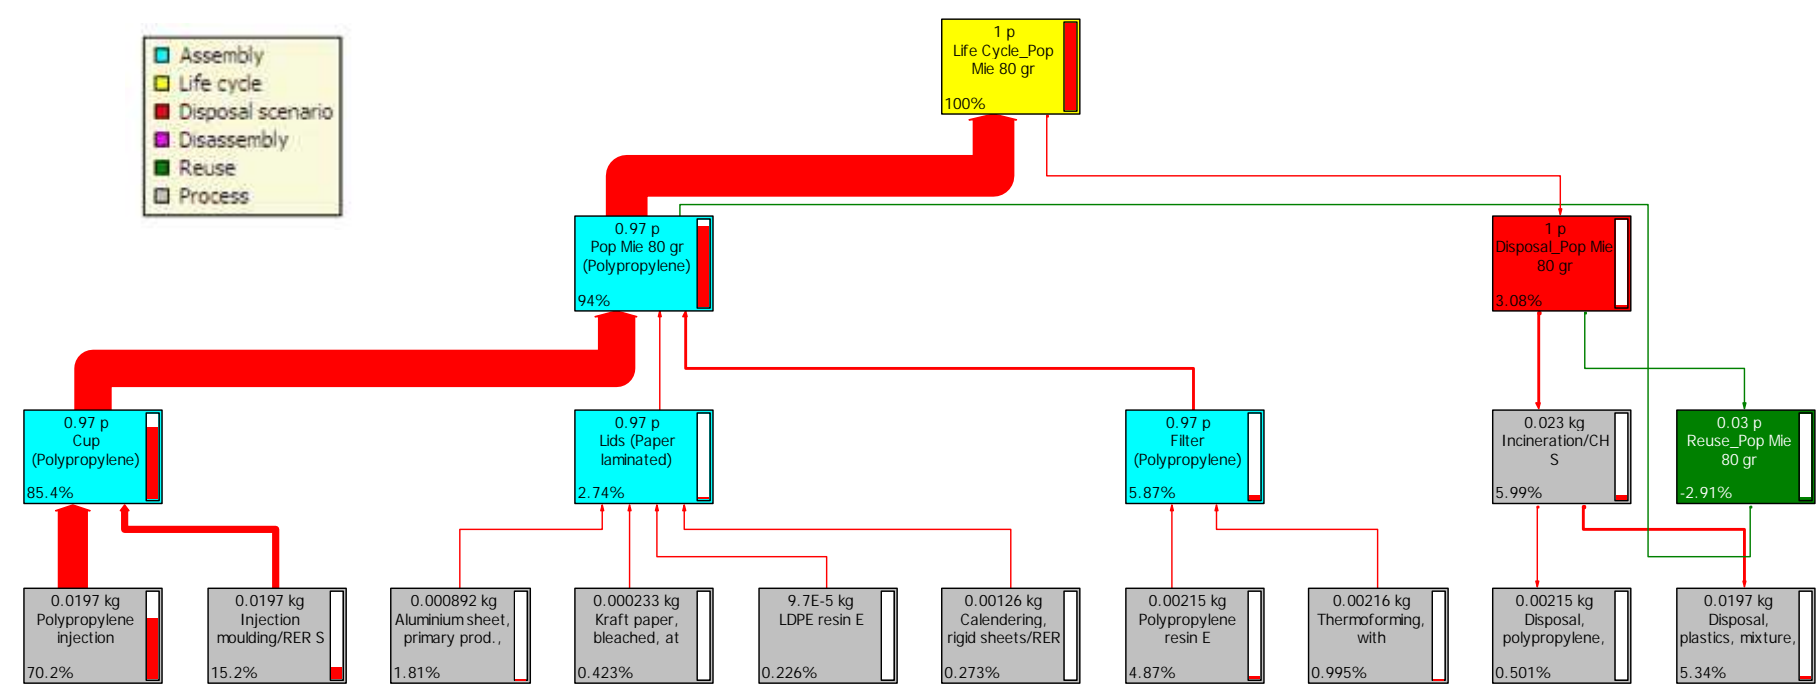 Assembly
Life cycle
Disposal scenario
Disassembly
Reuse
Process
1 p
Life Cycle_Pop
Mie 80 gr
100%
0.97 p
Pop Mie 80 gr
(Polypropylene)
94%
1 p
Disposal_Pop Mie
80 gr
3.08%
0.97 p
Cup
(Polypropylene)
85.4%
0.97 p
Lids (Paper
laminated)
2.74%
0.97 p
Filter
(Polypropylene)
5.87%
0.023 kg
Incineration/CH
S
5.99%
0.03 p
Reuse_Pop Mie
80 gr
-2.91%
0.0197 kg
Polypropylene
injection
70.2%
0.0197 kg
Injection
moulding/RER S
15.2%
0.000892 kg
Aluminium sheet,
primary prod.,
1.81%
0.000233 kg
Kraft paper,
bleached, at
0.423%
9.7E-5 kg
LDPE resin E
0.226%
0.00126 kg
Calendering,
rigid sheets/RER
0.273%
0.00215 kg
Polypropylene
resin E
4.87%
0.00216 kg
Thermoforming,
with
0.995%
0.00215 kg
Disposal,
polypropylene,
0.501%
0.0197 kg
Disposal,
plastics, mixture,
5.34%